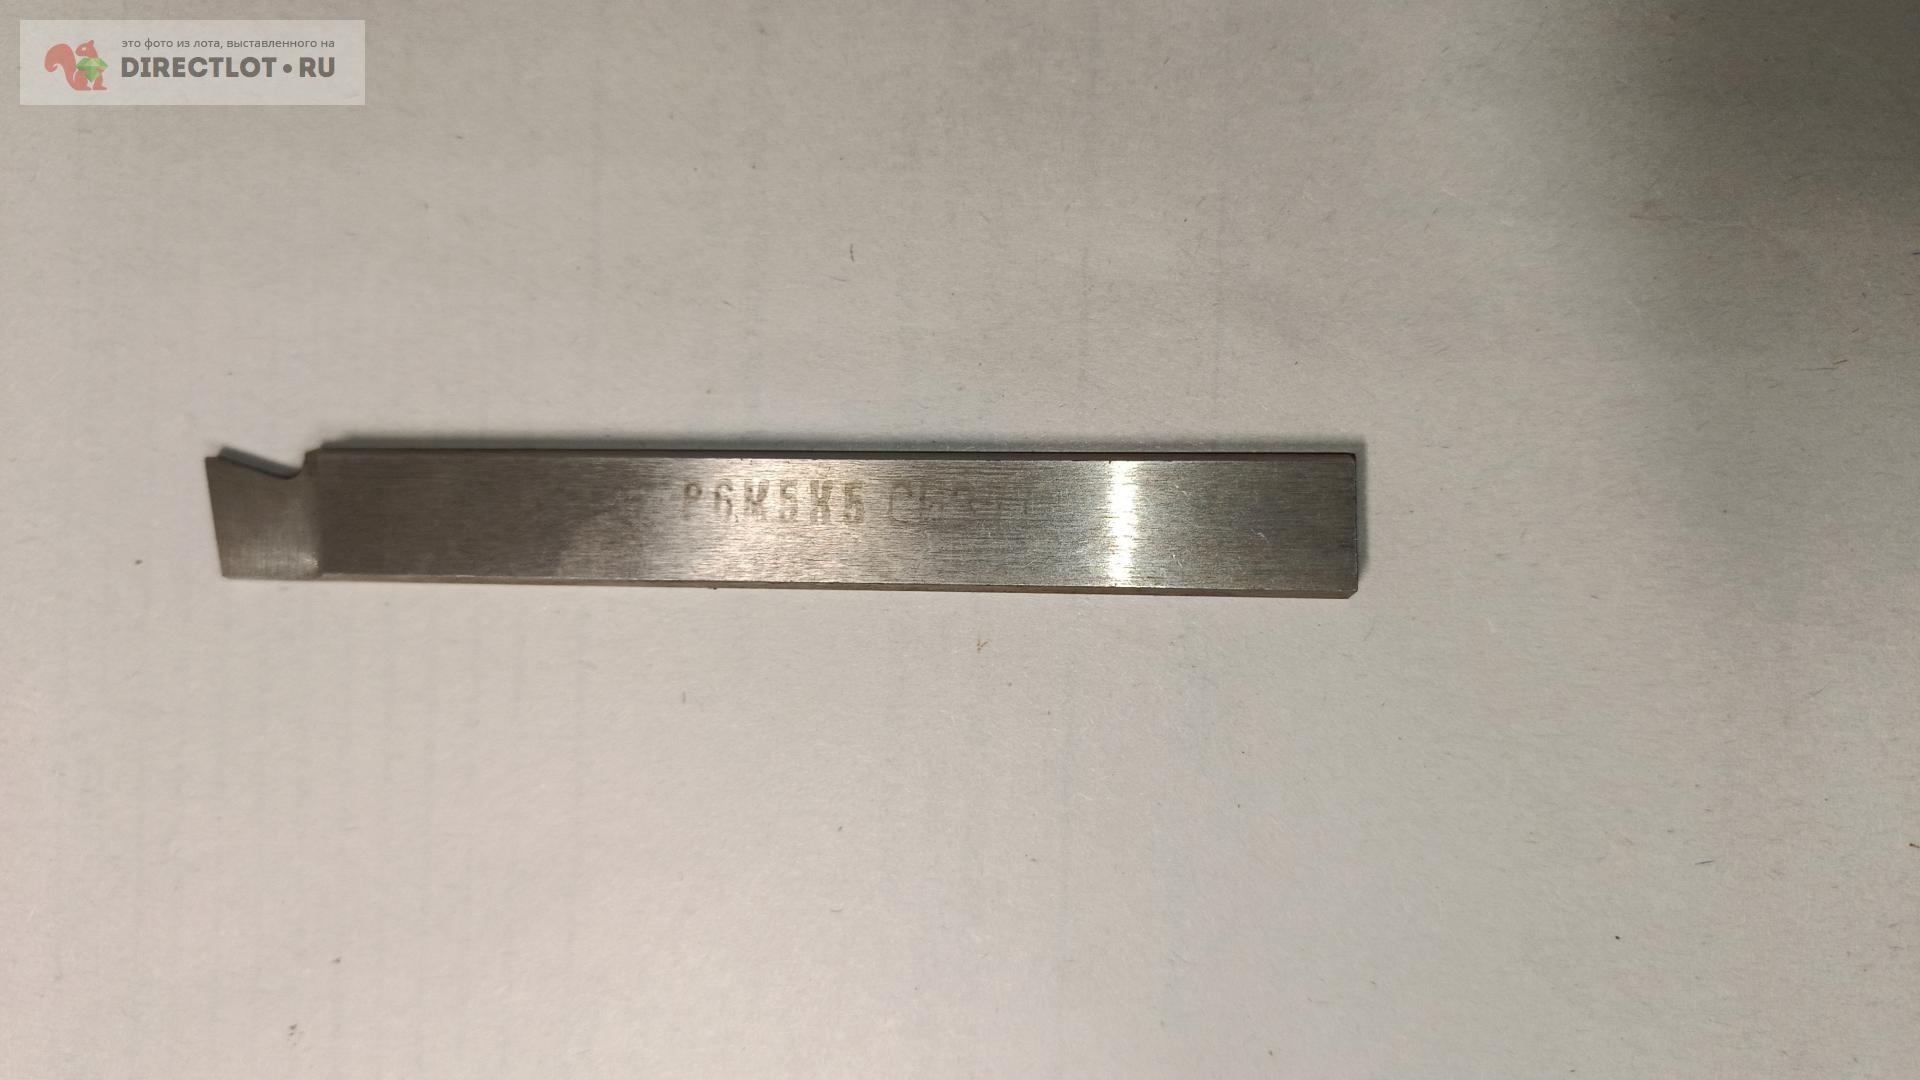 это фото из лота, выставленного на
DIRECTLOT•RU
Р6М5К5